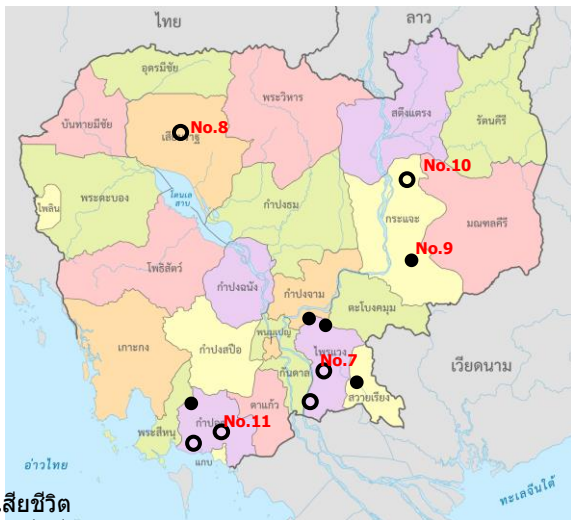 ไทย
ลาว
อุดรมีชัย
บันทายมีชัย
พระวิหาร
สตึงแตรง
รัตนคีรี
No.8
No.10
ไพลิน
พระตะบอง
โตนเล
สาบ
กำปงธม
กระแจะ
มณฑลคีรี
No.9
โพธิสัตว์
กำปงฉนัง
กำปงจาม
ตะโบงคมุม
เกาะกง
กำปงสปือ
พนมเปญ
ไพรแวง
No.7
กันดาล
เวียดนาม
สวายเรียง
ตาแก้ว
พระสีหนุ
No.11
แกบ
อ่าวไทย
ทะเลจีนใต้
เสียชีวิต